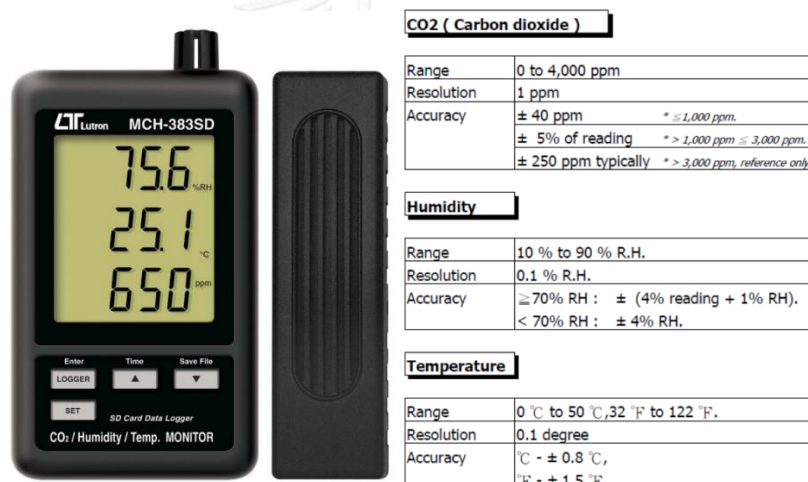 Lutron MCH-383SD
75.6 %RH
25.1 °C
650 ppm
Enter Time Save File
LOGGER ▲ ▼
SET
SD Card Data Logger
CO2 / Humidity / Temp. MONITOR
CO2 ( Carbon dioxide )
Range 0 to 4,000 ppm
Resolution 1 ppm
Accuracy ± 40 ppm * ≦1,000 ppm.
± 5% of reading * > 1,000 ppm ≦ 3,000 ppm.
± 250 ppm typically * > 3,000 ppm, reference only
Humidity
Range 10 % to 90 % R.H.
Resolution 0.1 % R.H.
Accuracy ≧70% RH : ± (4% reading + 1% RH).
< 70% RH : ± 4% RH.
Temperature
Range 0 ℃ to 50 ℃,32 ℉ to 122 ℉.
Resolution 0.1 degree
Accuracy ℃ - ± 0.8 ℃,
℉ - ± 1.5 ℉